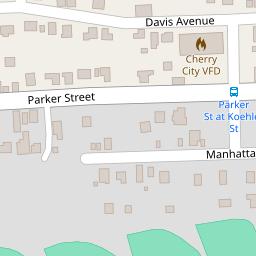 Davis Avenue
Cherry
City VFD
Parker Street
Parker
St at Koehle
St
Manhatta